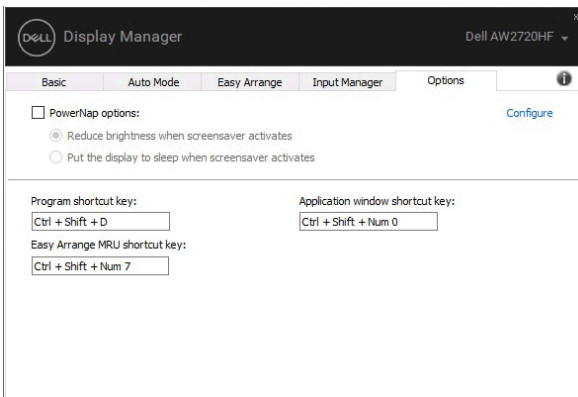 DELL Display Manager Dell AW2720HF
Basic Auto Mode Easy Arrange Input Manager Options
PowerNap options: Configure
Reduce brightness when screensaver activates
Put the display to sleep when screensaver activates
Program shortcut key: Application window shortcut key:
Ctrl + Shift + D Ctrl + Shift + Num 0
Easy Arrange MRU shortcut key:
Ctrl + Shift + Num 7